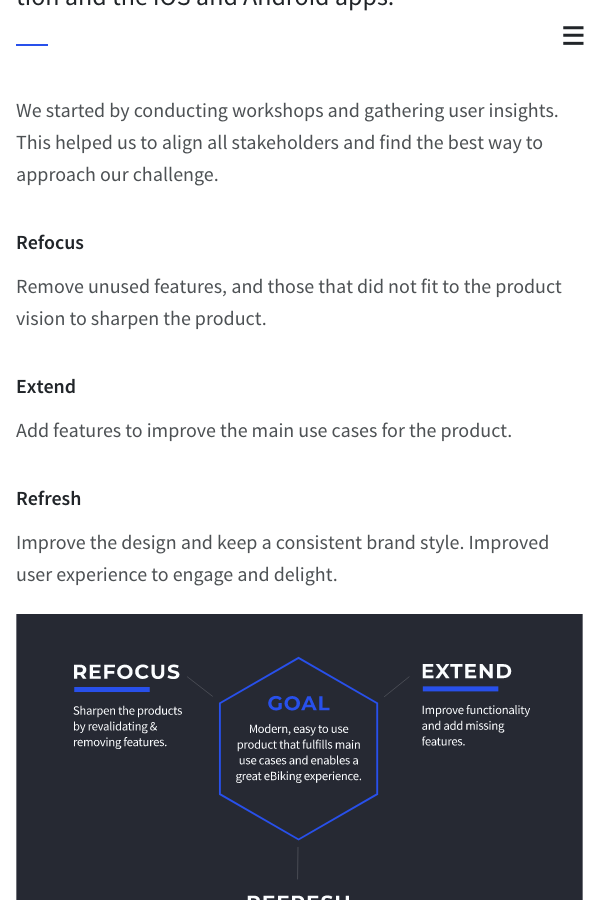 tion and the iOS and Android apps.
We started by conducting workshops and gathering user insights.
This helped us to align all stakeholders and find the best way to
approach our challenge.
Refocus
Remove unused features, and those that did not fit to the product
vision to sharpen the product.
Extend
Add features to improve the main use cases for the product.
Refresh
Improve the design and keep a consistent brand style. Improved
user experience to engage and delight.
REFOCUS
Sharpen the products
by revalidating &
removing features.
GOAL
Modern, easy to use
product that fulfills main
use cases and enables a
great eBiking experience.
EXTEND
Improve functionality
and add missing
features.
REFRESH